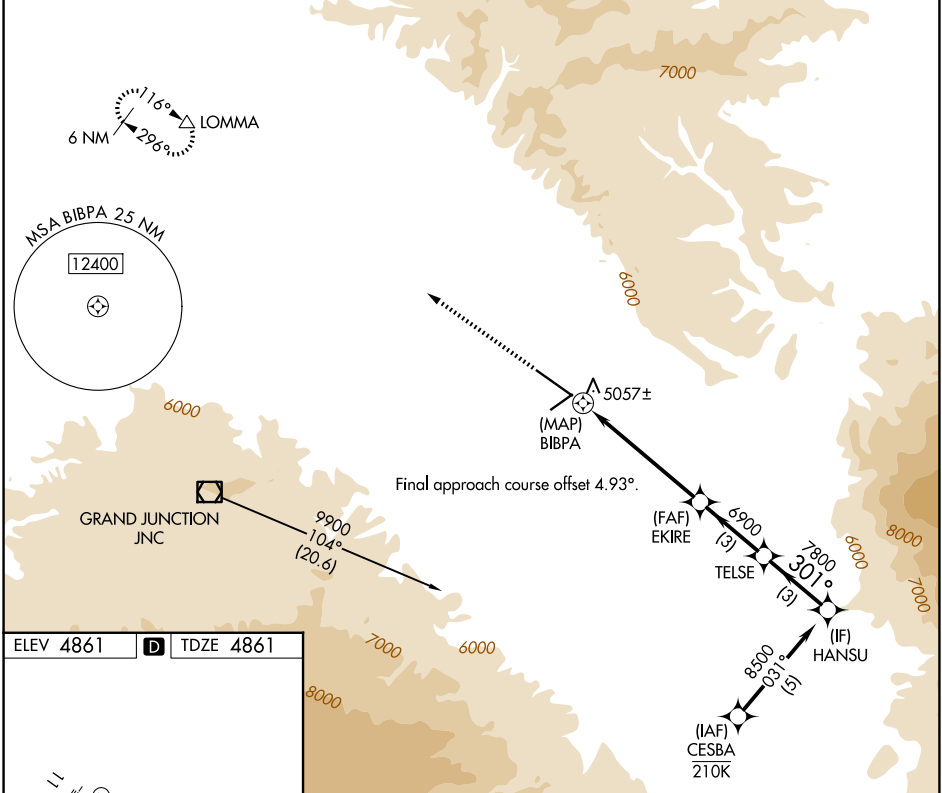 7000
116°
LOMMA
6 NM
296°
MSA BIBPA 25 NM
12400
6000
5057±
(MAP)
BIBPA
6000
Final approach course offset 4.93°.
GRAND JUNCTION
JNC
9900
104°
(20.6)
(FAF)
EKIRE
6900
(3)
TELSE
7800
301°
(3)
6000
8000
7000
(IF)
HANSU
8500
031°
(5)
(IAF)
CESBA
210K
ELEV 4861
D
TDZE 4861
7000
6000
8000
11